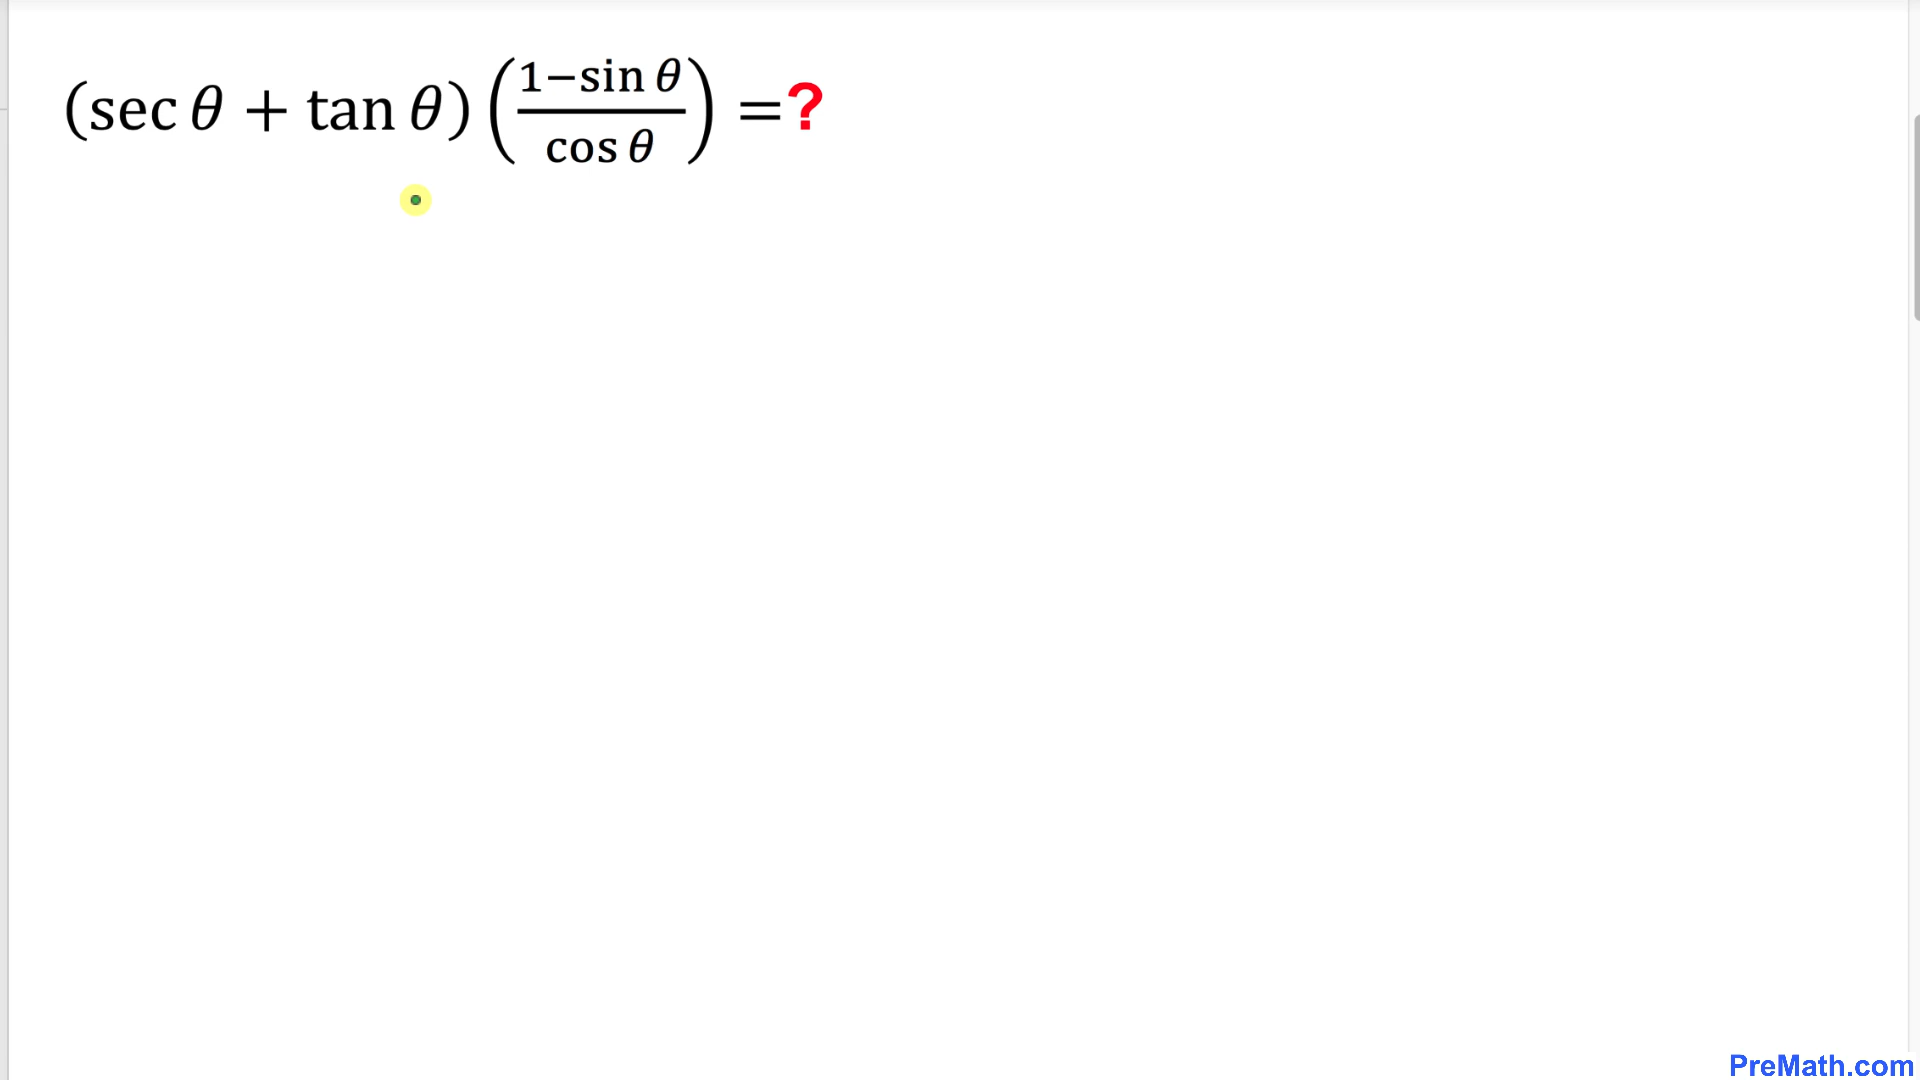 (sec θ + tan θ) ((1−sin θ)/(cos θ)) =?
PreMath.com